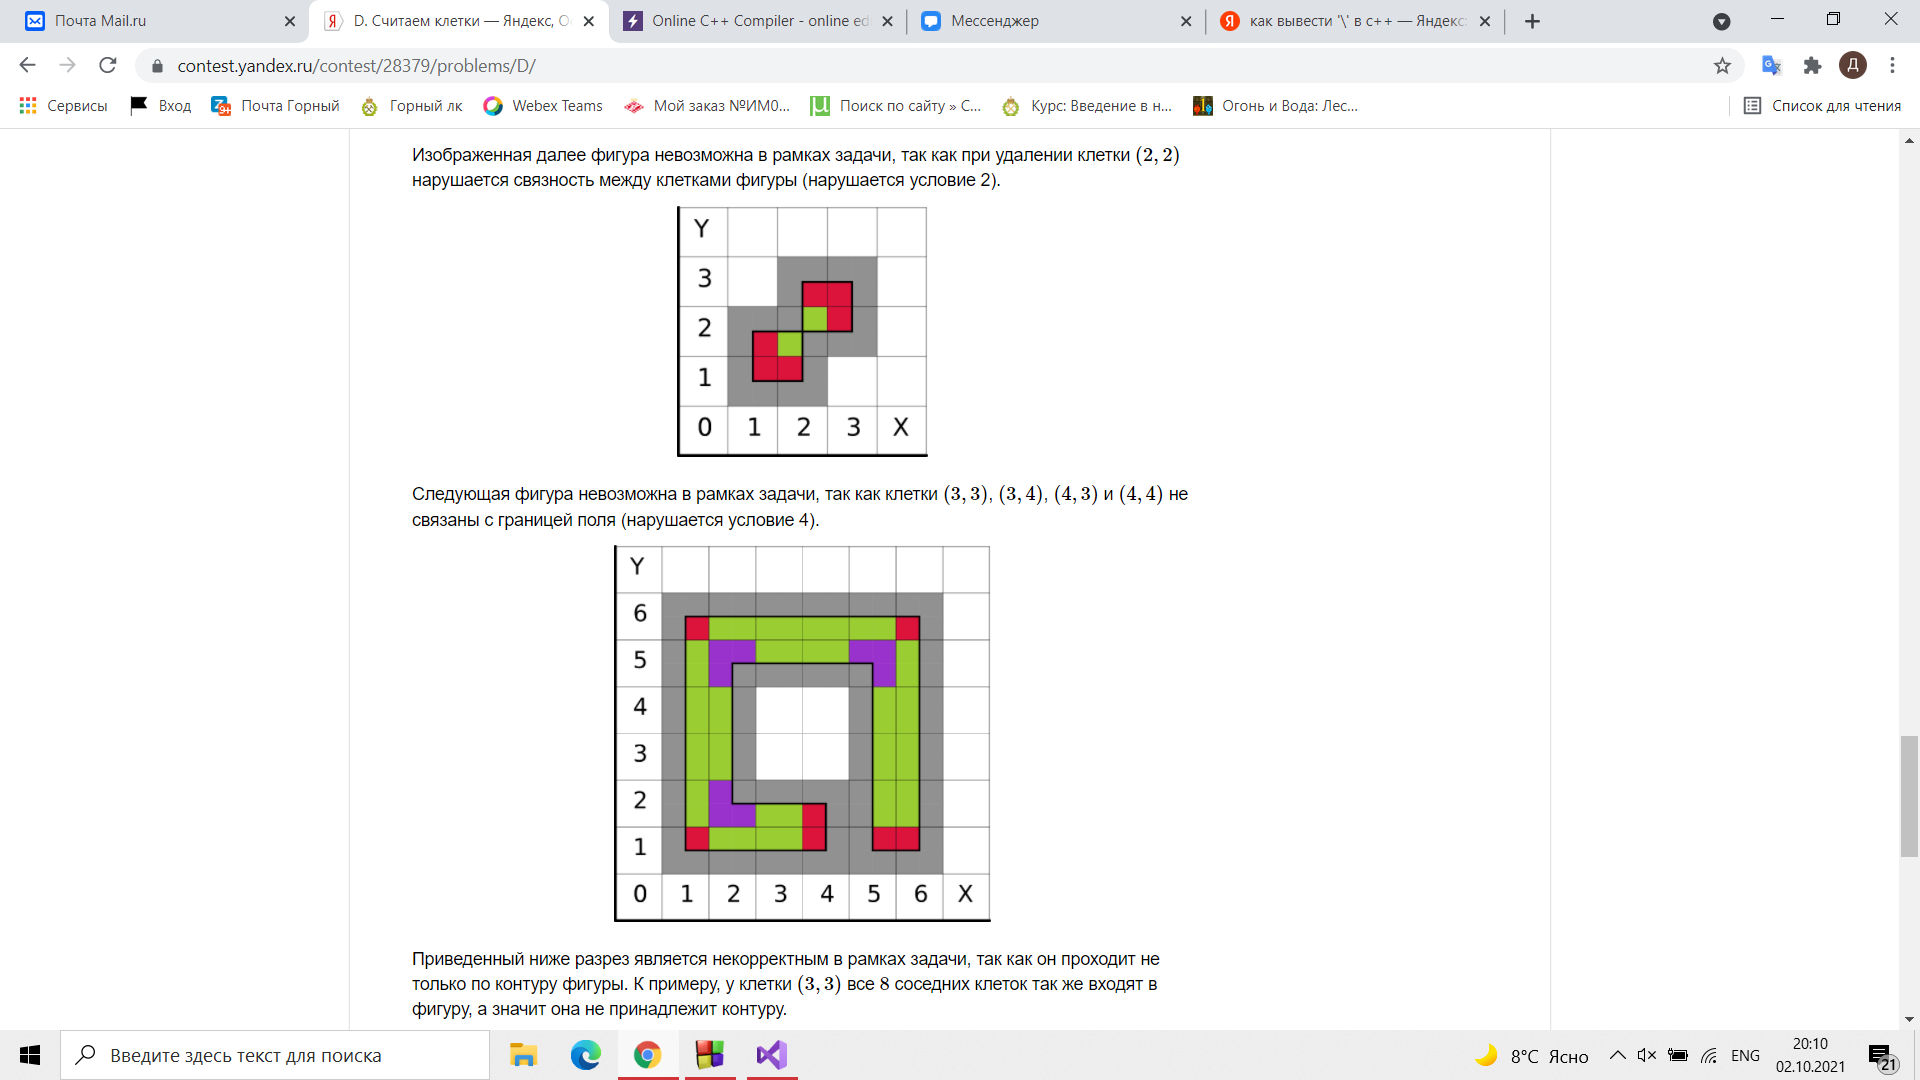 Почта Mail.ru
D. Считаем клетки — Яндекс, О
Online C++ Compiler - online ed
Мессенджер
Я
как вывести '\' в c++ — Яндекс:
contest.yandex.ru/contest/28379/problems/D/
Д
Сервисы
Вход
Почта Горный
Горный лк
Webex Teams
Мой заказ №ИМ0...
Поиск по сайту » С...
Курс: Введение в н...
Огонь и Вода: Лес...
Список для чтения
Изображенная далее фигура невозможна в рамках задачи, так как при удалении клетки (2, 2)
нарушается связность между клетками фигуры (нарушается условие 2).
Y
3
2
1
0 1 2 3 X
Следующая фигура невозможна в рамках задачи, так как клетки (3, 3), (3, 4), (4, 3) и (4, 4) не
связаны с границей поля (нарушается условие 4).
Y
6
5
4
3
2
1
0 1 2 3 4 5 6 X
Приведенный ниже разрез является некорректным в рамках задачи, так как он проходит не
только по контуру фигуры. К примеру, у клетки (3, 3) все 8 соседних клеток так же входят в
фигуру, а значит она не принадлежит контуру.
Введите здесь текст для поиска
8°C Ясно
ENG
20:10
02.10.2021
21